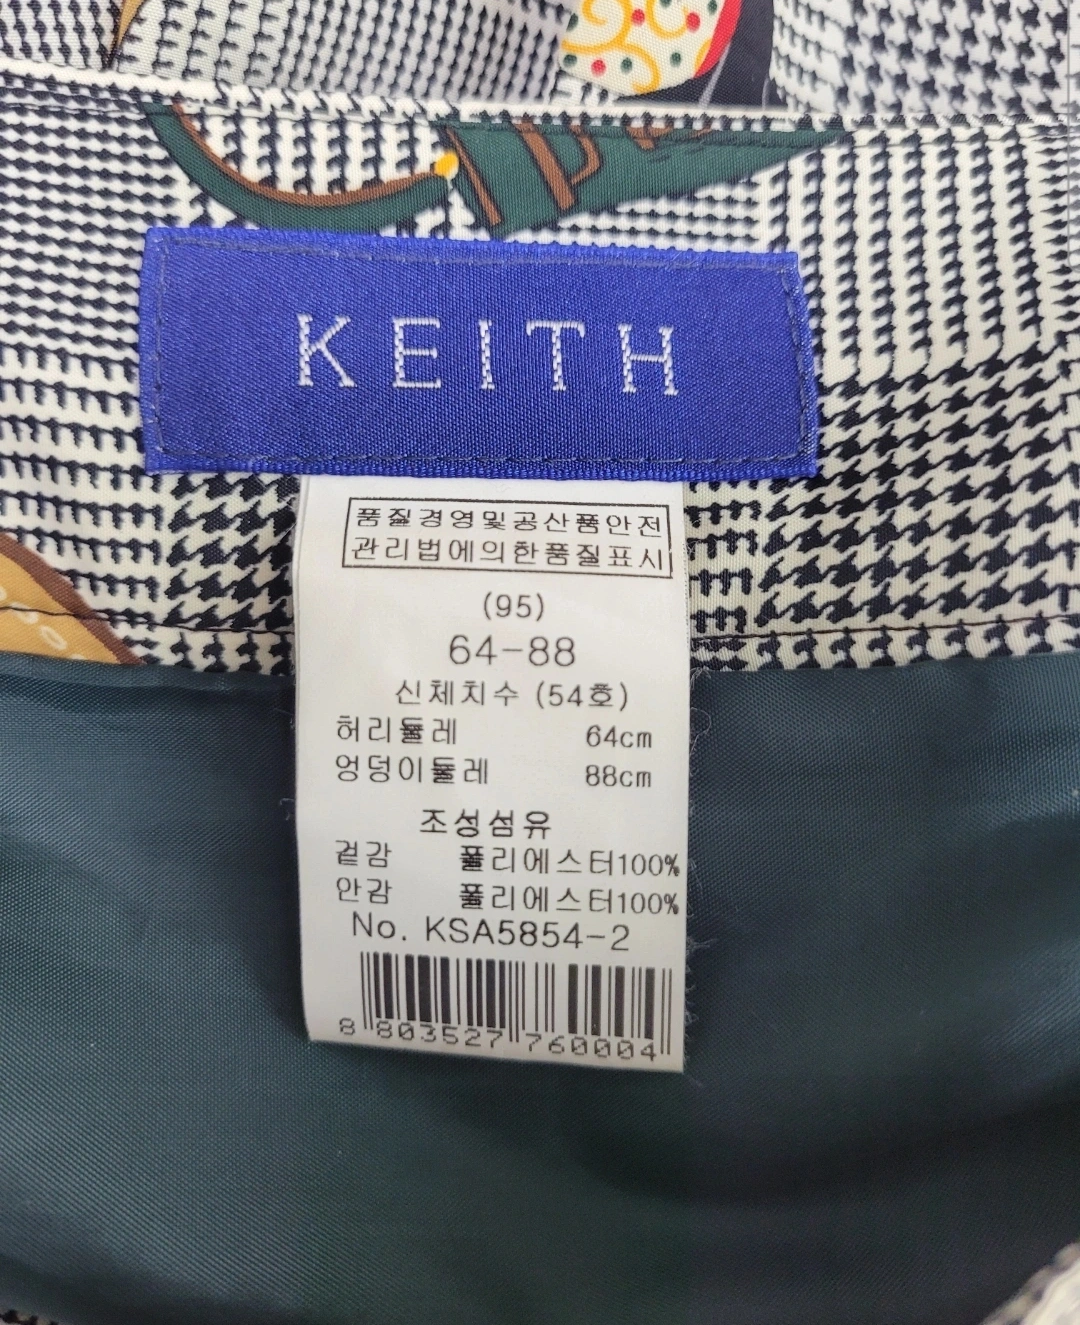 KEITH
품질경영및공산품안전
관리법에의한품질표시
(95)
64-88
신체치수 (54호)
허리둘레 64cm
엉덩이둘레 88cm
조성섬유
겉감 폴리에스터100%
안감 폴리에스터100%
No. KSA5854-2
8 803527 760004